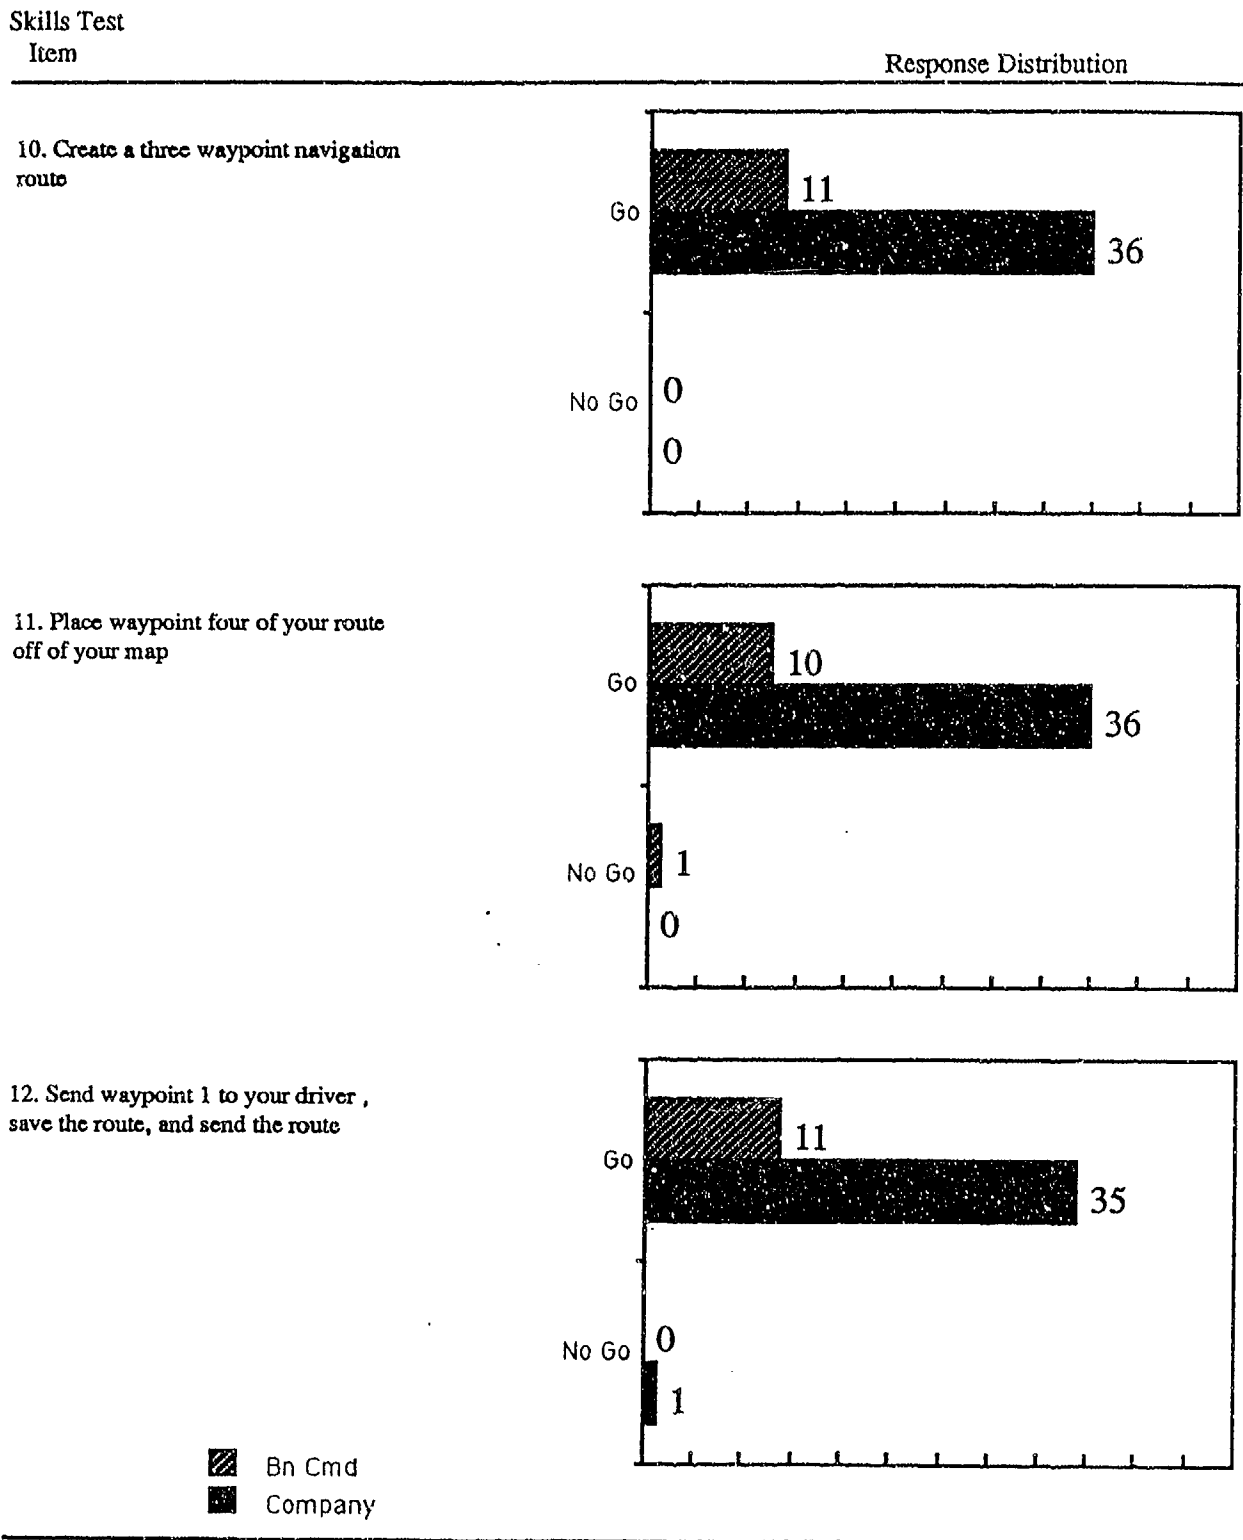 Skills Test
Item
Response Distribution
10. Create a three waypoint navigation
route
Go
11
36
No Go
0
0
11. Place waypoint four of your route
off of your map
Go
10
36
No Go
1
0
12. Send waypoint 1 to your driver ,
save the route, and send the route
Go
11
35
No Go
0
1
Bn Cmd
Company